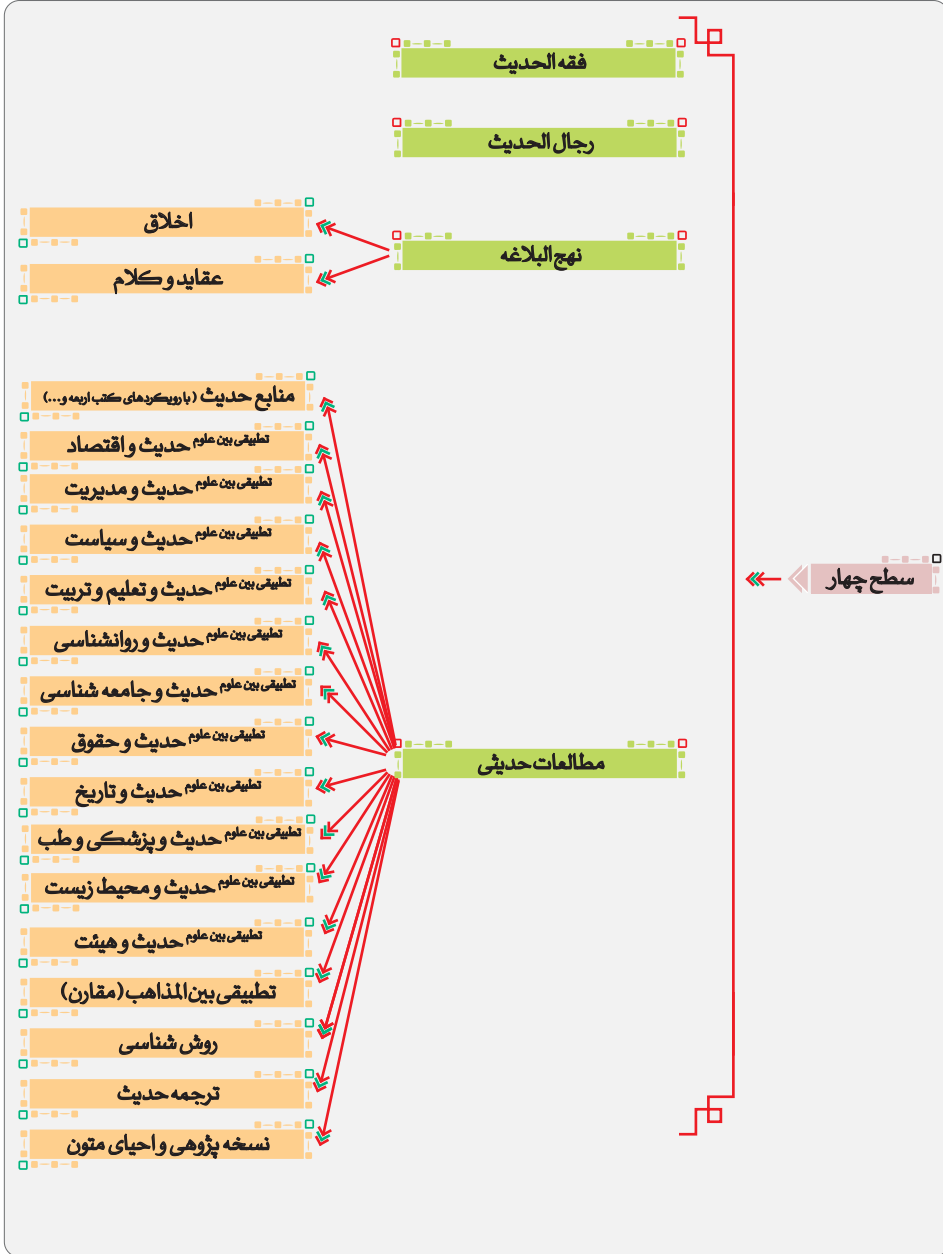 سطح چهار
فقه الحدیث
رجال الحدیث
نهج البلاغه
اخلاق
عقاید و کلام
مطالعات حدیثی
منابع حدیث (با رویکردهای کتب اربعه و...)
تطبیقی بین علوم حدیث و اقتصاد
تطبیقی بین علوم حدیث و مدیریت
تطبیقی بین علوم حدیث و سیاست
تطبیقی بین علوم حدیث و تعلیم و تربیت
تطبیقی بین علوم حدیث و روانشناسی
تطبیقی بین علوم حدیث و جامعه شناسی
تطبیقی بین علوم حدیث و حقوق
تطبیقی بین علوم حدیث و تاریخ
تطبیقی بین علوم حدیث و پزشکی و طب
تطبیقی بین علوم حدیث و محیط زیست
تطبیقی بین علوم حدیث و هیئت
تطبیقی بین المذاهب (مقارن)
روش شناسی
ترجمه حدیث
نسخه پژوهی و احیای متون